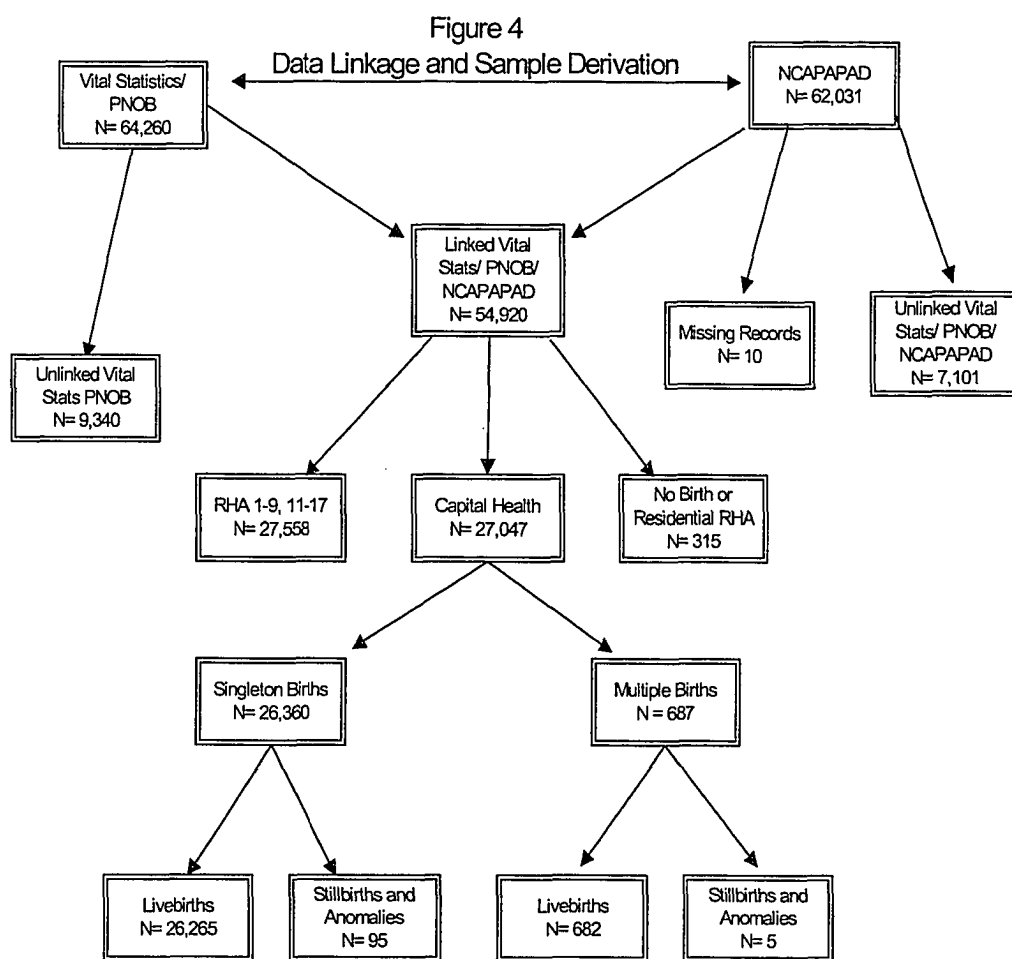 Figure 4
Data Linkage and Sample Derivation
Vital Statistics/
PNOB
N= 64,260
NCAPAPAD
N= 62,031
Linked Vital
Stats/ PNOB/
NCAPAPAD
N= 54,920
Missing Records
N= 10
Unlinked Vital
Stats/ PNOB/
NCAPAPAD
N= 7,101
Unlinked Vital
Stats PNOB
N= 9,340
RHA 1-9, 11-17
N= 27,558
Capital Health
N= 27,047
No Birth or
Residential RHA
N= 315
Singleton Births
N= 26,360
Multiple Births
N = 687
Livebirths
N= 26,265
Stillbirths and
Anomalies
N= 95
Livebirths
N= 682
Stillbirths and
Anomalies
N= 5